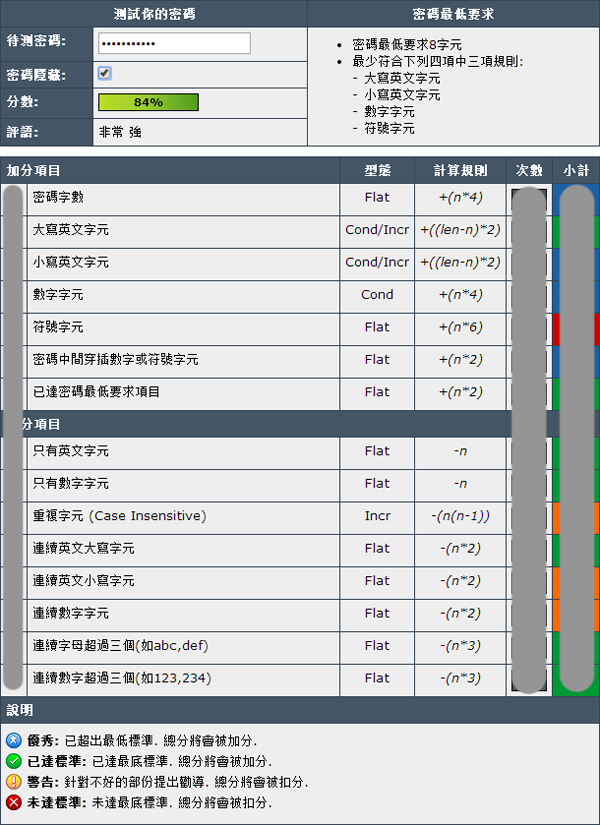 測試你的密碼 密碼最低要求
待測密碼: •••••••••••
密碼隱藏:
分數: 84%
評語: 非常 強
• 密碼最低要求8字元
• 最少符合下列四項中三項規則:
- 大寫英文字元
- 小寫英文字元
- 數字字元
- 符號字元
加分項目 型態 計算規則 次數 小計
密碼字數 Flat +(n*4)
大寫英文字元 Cond/Incr +((len-n)*2)
小寫英文字元 Cond/Incr +((len-n)*2)
數字字元 Cond +(n*4)
符號字元 Flat +(n*6)
密碼中間穿插數字或符號字元 Flat +(n*2)
已達密碼最低要求項目 Flat +(n*2)
分項目
只有英文字元 Flat -n
只有數字字元 Flat -n
重複字元 (Case Insensitive) Incr -(n(n-1))
連續英文大寫字元 Flat -(n*2)
連續英文小寫字元 Flat -(n*2)
連續數字字元 Flat -(n*2)
連續字母超過三個(如abc,def) Flat -(n*3)
連續數字超過三個(如123,234) Flat -(n*3)
說明
優秀: 已超出最低標準. 總分將會被加分.
已達標準: 已達最底標準. 總分將會被加分.
警告: 針對不好的部份提出勸導. 總分將會被扣分.
未達標準: 未達最底標準. 總分將會被扣分.